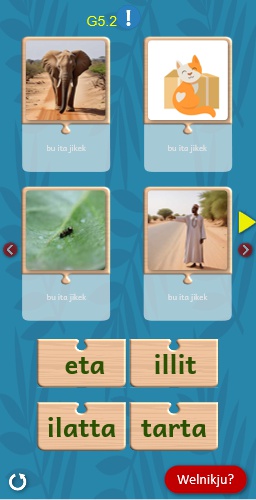 G5.2 !
bu ita jikek
bu ita jikek
bu ita jikek
bu ita jikek
eta
illit
ilatta
tarta
Welnikju?